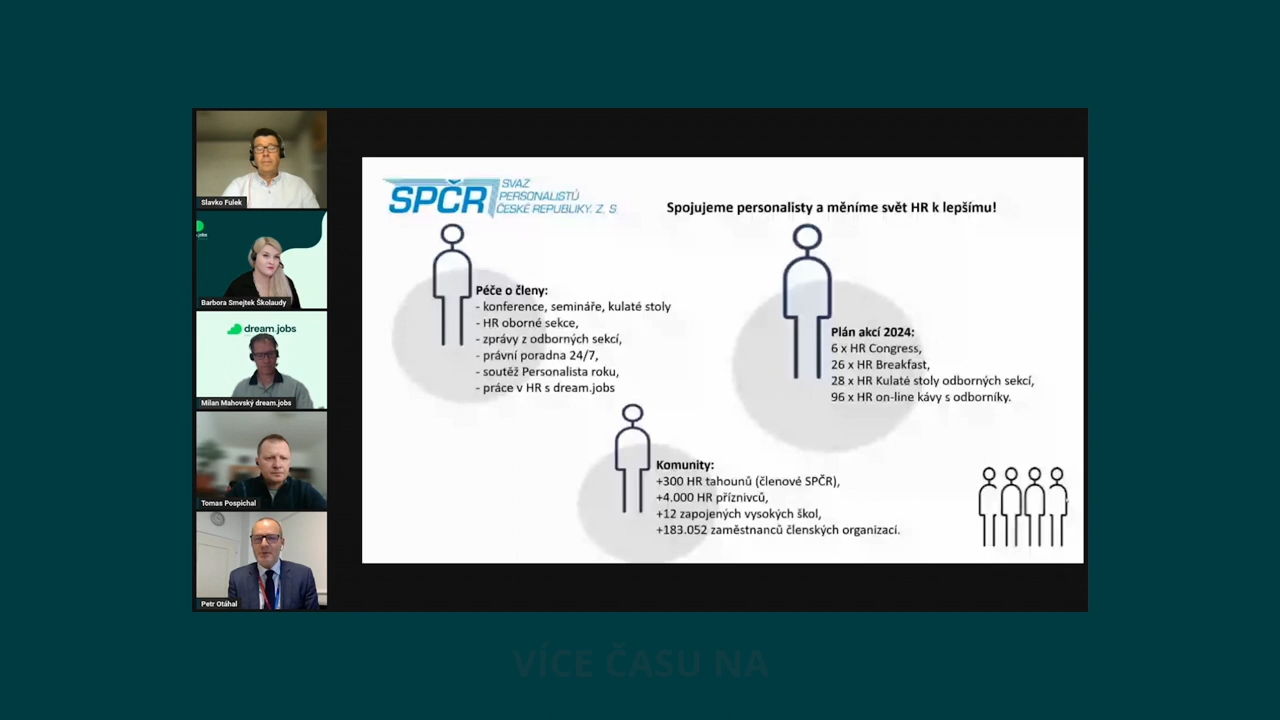 Slavko Fulek
.jobs
Barbora Smejtek Školaudy
dream.jobs
Milan Mahovský dream.jobs
Tomas Pospichal
Petr Otáhal
SPČR
SVAZ
PERSONALISTŮ
ČESKÉ REPUBLIKY. Z. S.
Spojujeme personalisty a měníme svět HR k lepšímu!
Péče o členy:
- konference, semináře, kulaté stoly
- HR oborné sekce,
- zprávy z odborných sekcí,
- právní poradna 24/7,
- soutěž Personalista roku,
- práce v HR s dream.jobs
Plán akcí 2024:
6 x HR Congress,
26 x HR Breakfast,
28 x HR Kulaté stoly odborných sekcí,
96 x HR on-line kávy s odborníky.
Komunity:
+300 HR tahounů (členové SPČR),
+4.000 HR příznivců,
+12 zapojených vysokých škol,
+183.052 zaměstnanců členských organizací.
VÍCE ČASU NA